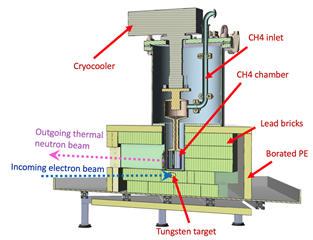 CH4 inlet
Cryocooler
CH4 chamber
Lead bricks
Outgoing thermal
neutron beam
Borated PE
Incoming electron beam
Tungsten target